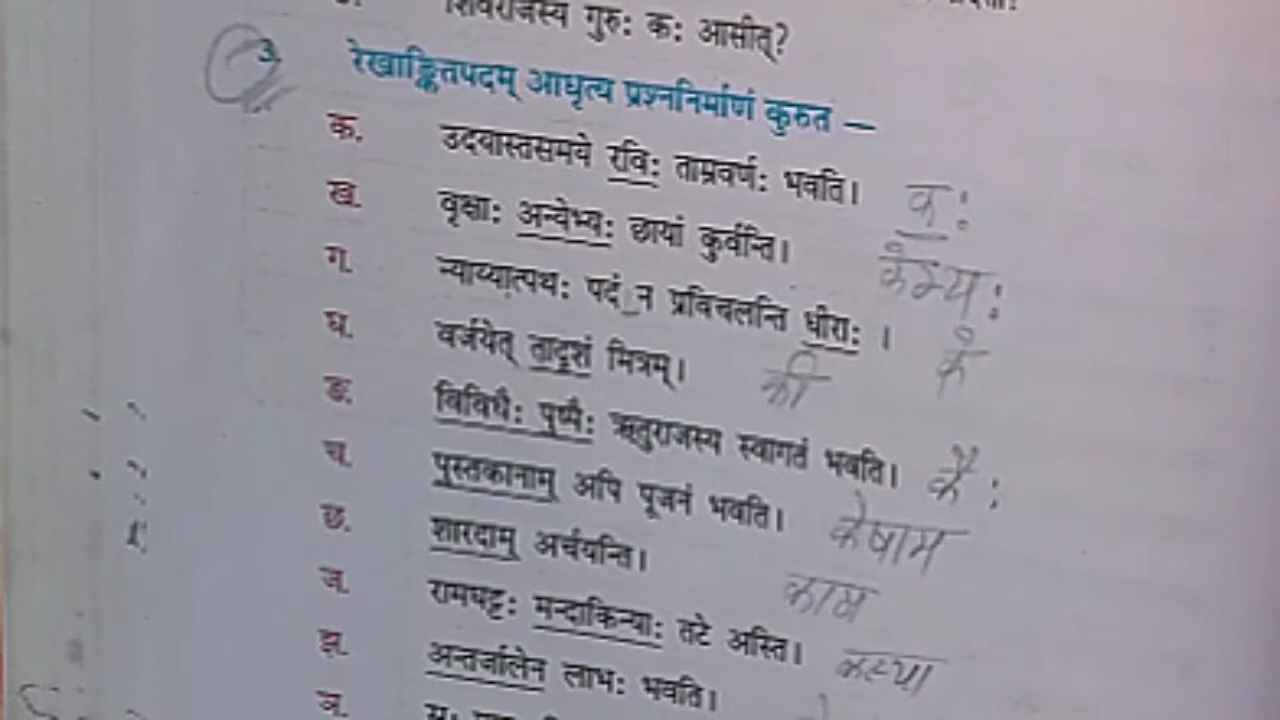 शिवराजस्य गुरुः कः आसीत्?
3. रेखाङ्कितपदम् आधृत्य प्रश्ननिर्माणं कुरुत —
क. उदयास्तसमये रविः ताम्रवर्णः भवति। कः
ख. वृक्षाः अन्येभ्यः छायां कुर्वन्ति। केभ्यः
ग. न्याय्यात्पथः पदं न प्रविचलन्ति धीराः । के
घ. वर्जयेत् तादृशं मित्रम्। की
ङ. विविधैः पुष्पैः ऋतुराजस्य स्वागतं भवति। कैः
च. पुस्तकानाम् अपि पूजनं भवति। केषाम
छ. शारदाम् अर्चयन्ति। काम
ज. रामघट्टः मन्दाकिन्याः तटे अस्ति। कस्या
झ. अन्तर्जालेन लाभः भवति।
ञ.